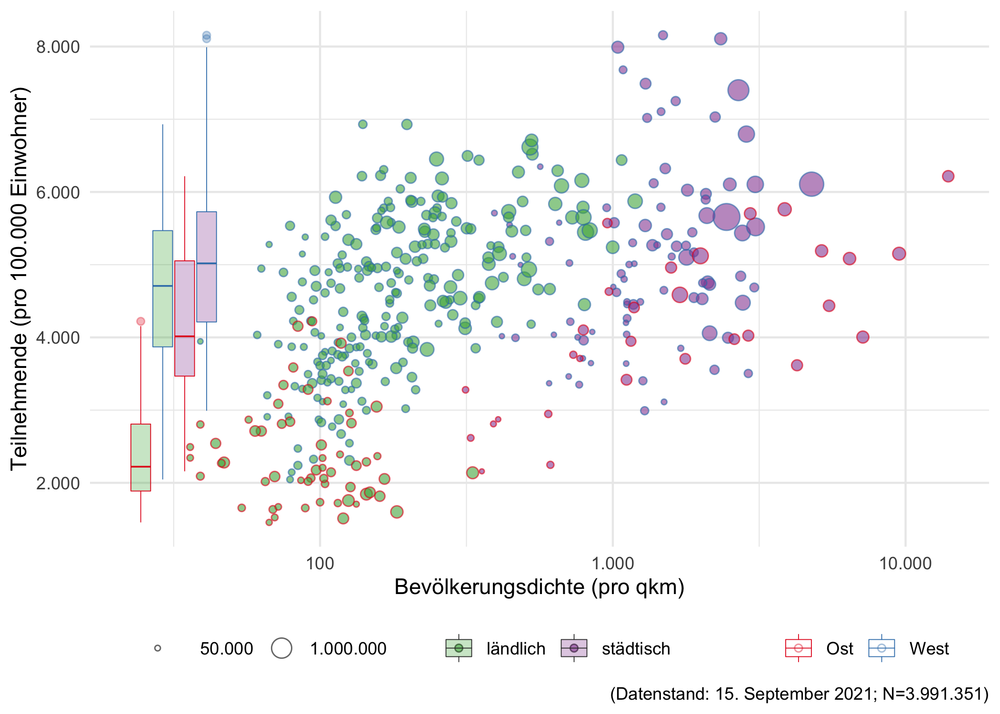 Teilnehmende (pro 100.000 Einwohner)
8.000
6.000
4.000
2.000
100 1.000 10.000
Bevölkerungsdichte (pro qkm)
50.000 1.000.000 ländlich städtisch Ost West
(Datenstand: 15. September 2021; N=3.991.351)